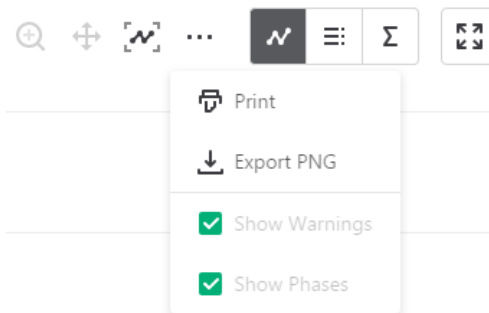 Σ
Print
Export PNG
Show Warnings
Show Phases